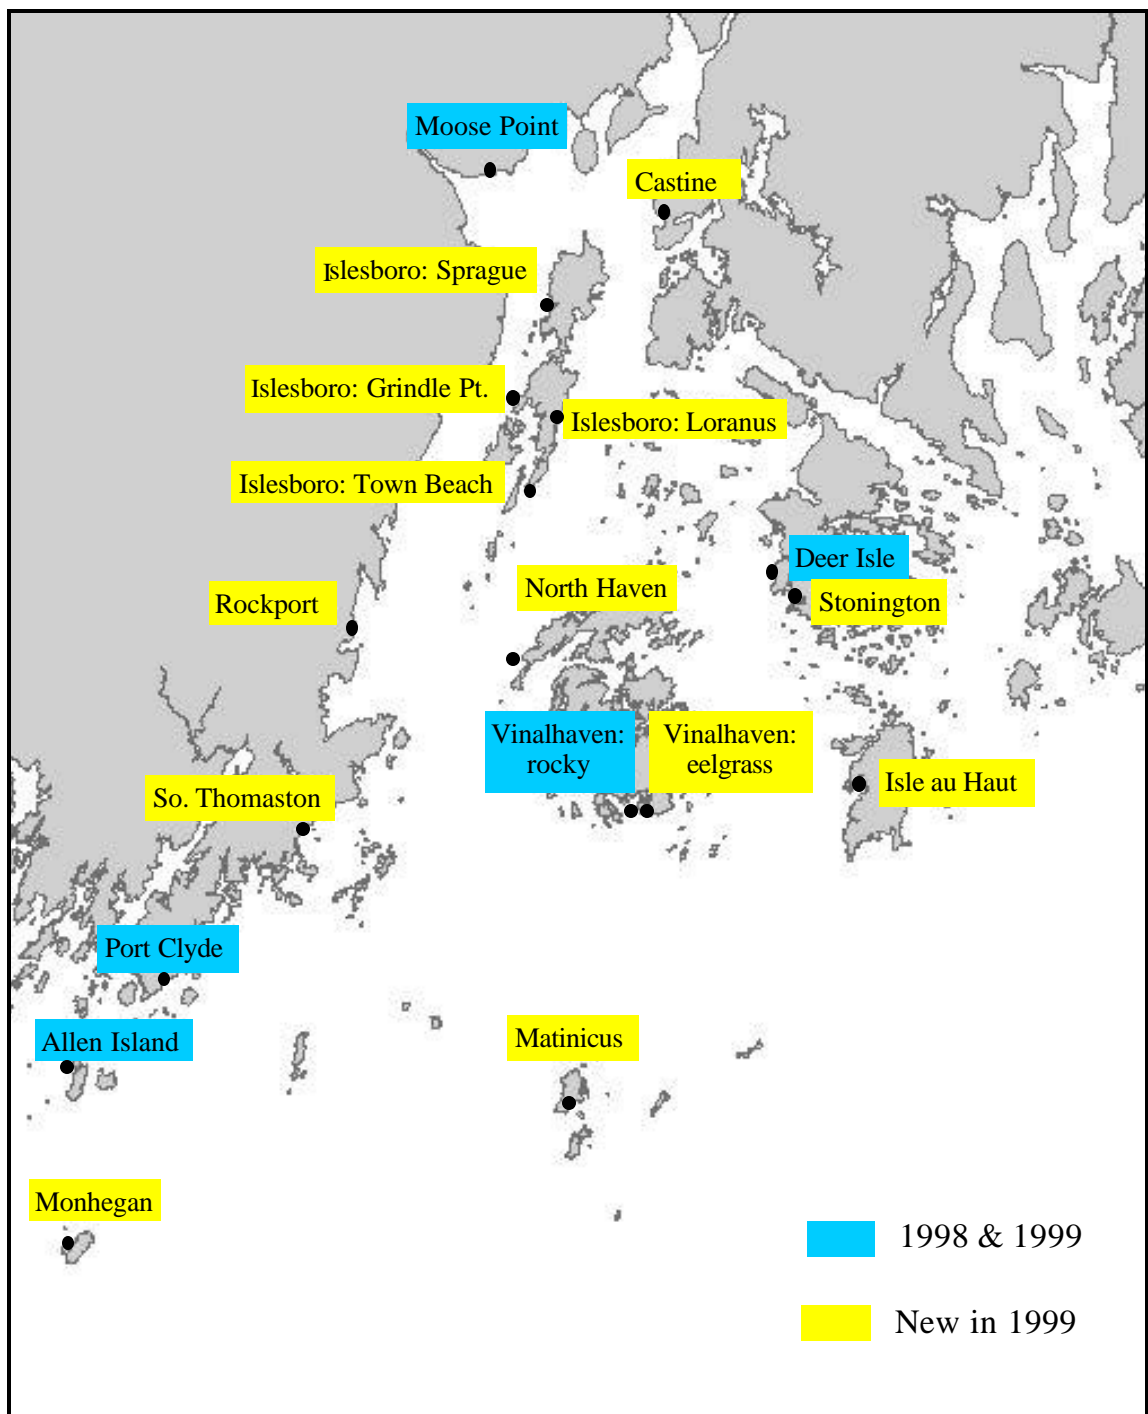 Moose Point
Castine
Islesboro: Sprague
Islesboro: Grindle Pt.
Islesboro: Loranus
Islesboro: Town Beach
Deer Isle
North Haven
Stonington
Rockport
Vinalhaven:
rocky
Vinalhaven:
eelgrass
Isle au Haut
So. Thomaston
Port Clyde
Allen Island
Matinicus
Monhegan
1998 & 1999
New in 1999